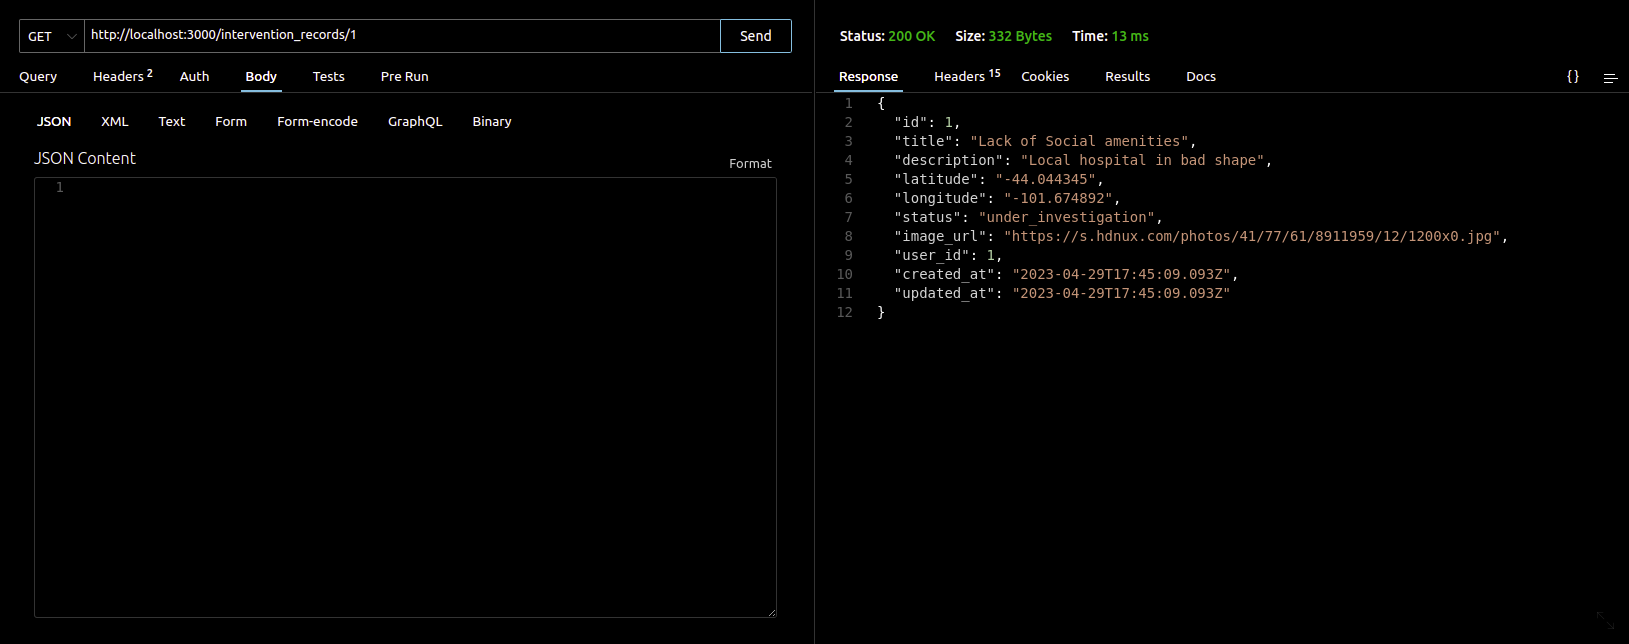 GET http://localhost:3000/intervention_records/1 Send
Query Headers 2 Auth Body Tests Pre Run
JSON XML Text Form Form-encode GraphQL Binary
JSON Content Format
1
Status: 200 OK Size: 332 Bytes Time: 13 ms
Response Headers 15 Cookies Results Docs {}
1 {
2 "id": 1,
3 "title": "Lack of Social amenities",
4 "description": "Local hospital in bad shape",
5 "latitude": "-44.044345",
6 "longitude": "-101.674892",
7 "status": "under_investigation",
8 "image_url": "https://s.hdnux.com/photos/41/77/61/8911959/12/1200x0.jpg",
9 "user_id": 1,
10 "created_at": "2023-04-29T17:45:09.093Z",
11 "updated_at": "2023-04-29T17:45:09.093Z"
12 }